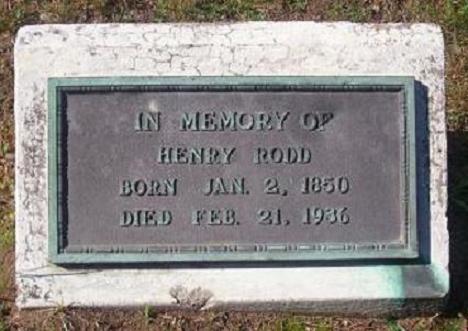 IN MEMORY OF
HENRY RODD
BORN JAN. 2, 1850
DIED FEB. 21, 1936